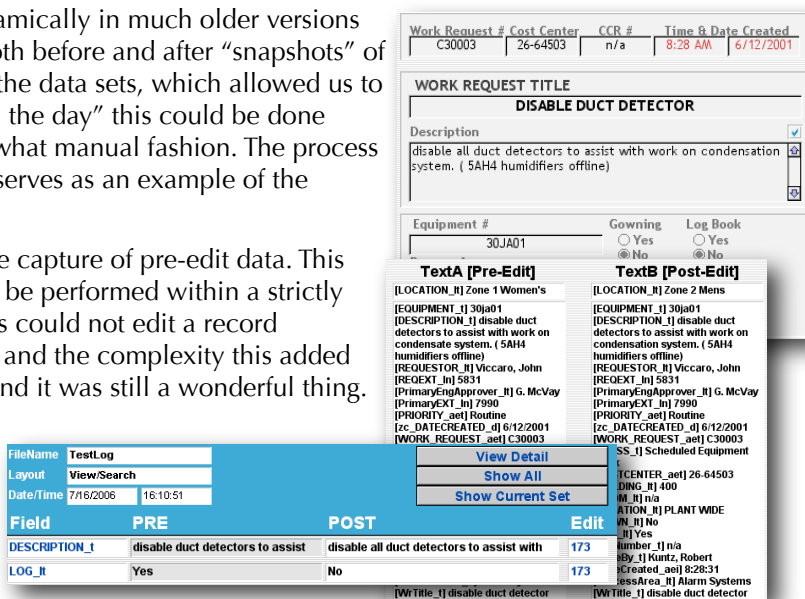 amically in much older versions
oth before and after “snapshots” of
the data sets, which allowed us to
the day” this could be done
what manual fashion. The process
serves as an example of the
e capture of pre-edit data. This
be performed within a strictly
s could not edit a record
and the complexity this added
nd it was still a wonderful thing.
Work Request # Cost Center CCR # Time & Date Created
C30003 26-64503 n/a 8:28 AM 6/12/2001
WORK REQUEST TITLE
DISABLE DUCT DETECTOR
Description
disable all duct detectors to assist with work on condensation
system. ( 5AH4 humidifiers offline)
Equipment # Gowning Log Book
30JA01 Yes Yes
No No
TextA [Pre-Edit]
[LOCATION_lt] Zone 1 Women's
[EQUIPMENT_t] 30ja01
[DESCRIPTION_t] disable duct
detectors to assist with work on
condensate system. ( 5AH4
humidifiers offline)
[REQUESTOR_lt] Viccaro, John
[REQEXT_ln] 5831
[PrimaryEngApprover_lt] G. McVay
[PrimaryEXT_ln] 7990
[PRIORITY_aet] Routine
[zc_DATECREATED_d] 6/12/2001
[WORK_REQUEST_aet] C30003
[WrTitle_t] disable duct detector
TextB [Post-Edit]
[LOCATION_lt] Zone 2 Mens
[EQUIPMENT_t] 30ja01
[DESCRIPTION_t] disable duct
detectors to assist with work on
condensation system. ( 5AH4
humidifiers offline)
[REQUESTOR_lt] Viccaro, John
[REQEXT_ln] 5831
[PrimaryEngApprover_lt] G. McVay
[PrimaryEXT_ln] 7990
[PRIORITY_aet] Routine
[zc_DATECREATED_d] 6/12/2001
[WORK_REQUEST_aet] C30003
SS_t] Scheduled Equipment
TCENTER_aet] 26-64503
DING_lt] 400
M_lt] n/a
ATION_lt] PLANT WIDE
N_lt] No
_lt] Yes
umber_t] n/a
eBy_t] Kuntz, Robert
eCreated_aei] 8:28:31
essArea_lt] Alarm Systems
[WrTitle_t] disable duct detector
FileName TestLog View Detail
Layout View/Search Show All
Date/Time 7/16/2006 16:10:51 Show Current Set
Field PRE POST Edit
DESCRIPTION_t disable duct detectors to assist disable all duct detectors to assist with 173
LOG_lt Yes No 173